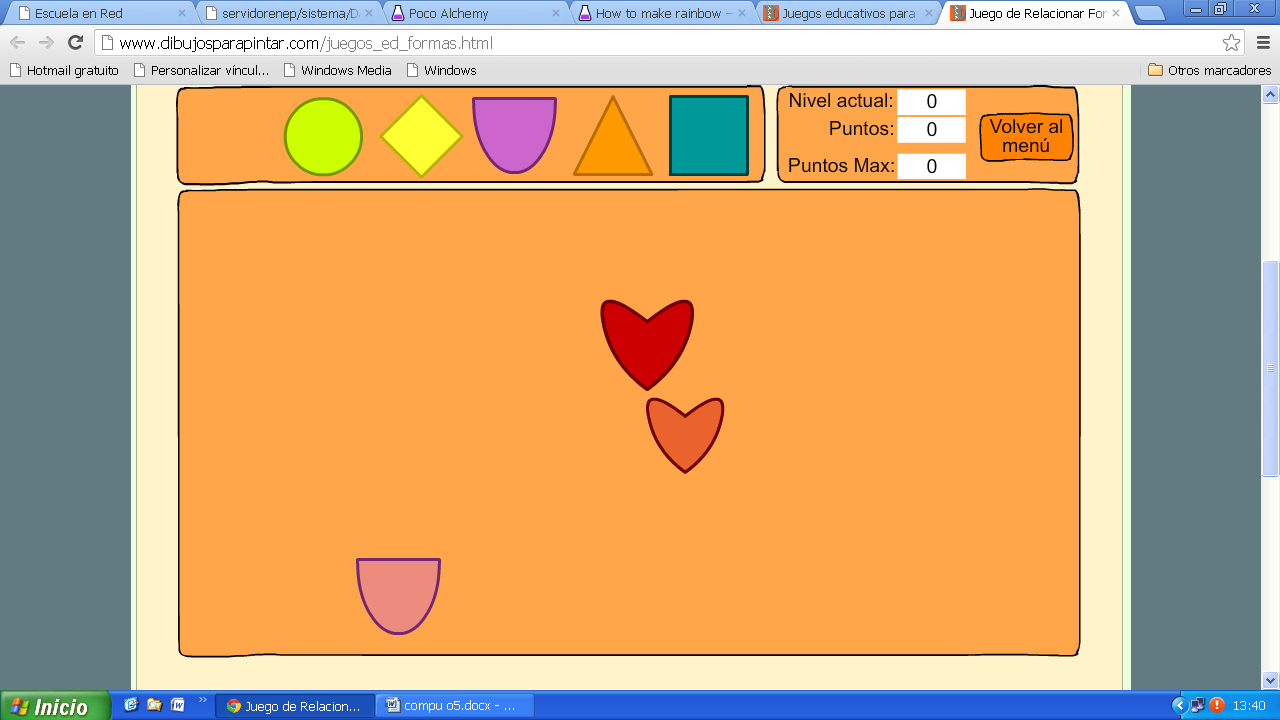 Escuela en Red
servidorenep/sistema/D
Poco Alchemy
How to make rainbow –
Juegos educativos para
Juego de Relacionar For
www.dibujosparapintar.com/juegos_ed_formas.html
Hotmail gratuito
Personalizar víncul...
Windows Media
Windows
Otros marcadores
Nivel actual: 0
Puntos: 0
Puntos Max: 0
Volver al
menú
Inicio
Juego de Relacion...
compu o5.docx - ...
13:40